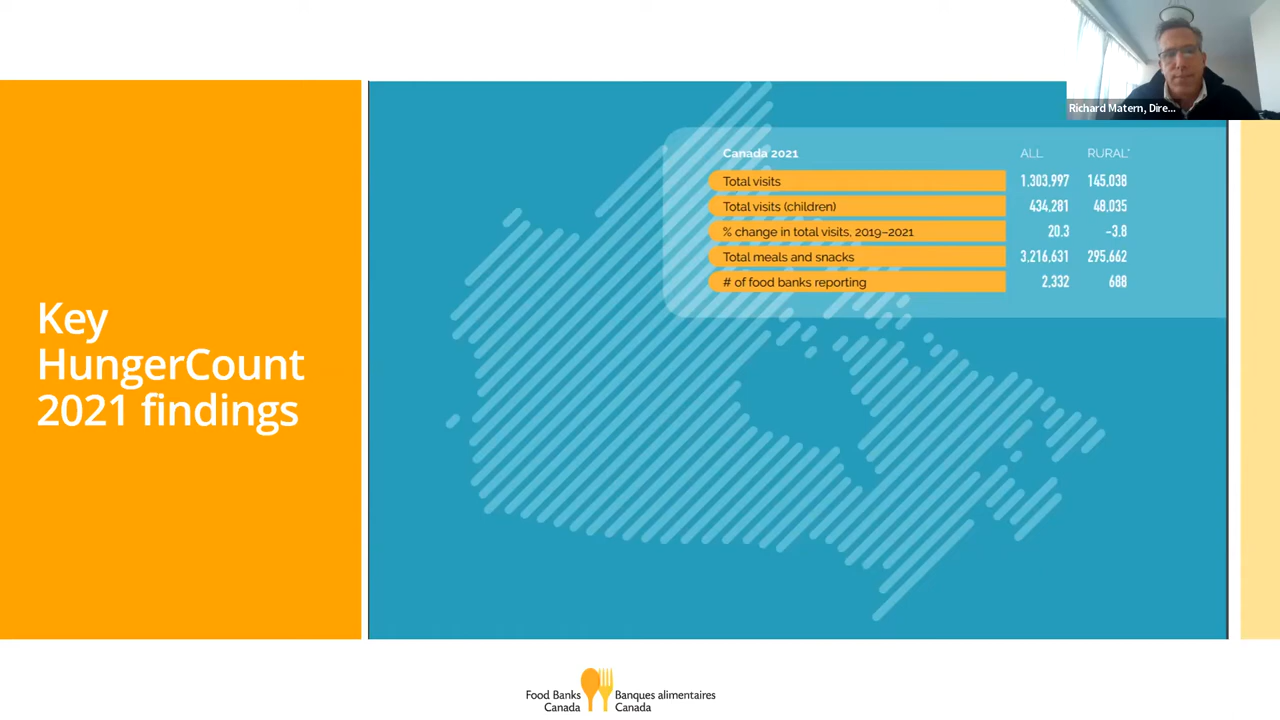 Richard Matern, Dire...
Canada 2021 ALL RURAL*
Total visits 1,303,997 145,038
Total visits (children) 434,281 48,035
% change in total visits, 2019–2021 20.3 -3.8
Total meals and snacks 3,216,631 295,662
# of food banks reporting 2,332 688
Key
HungerCount
2021 findings
Food Banks
Canada
Banques alimentaires
Canada